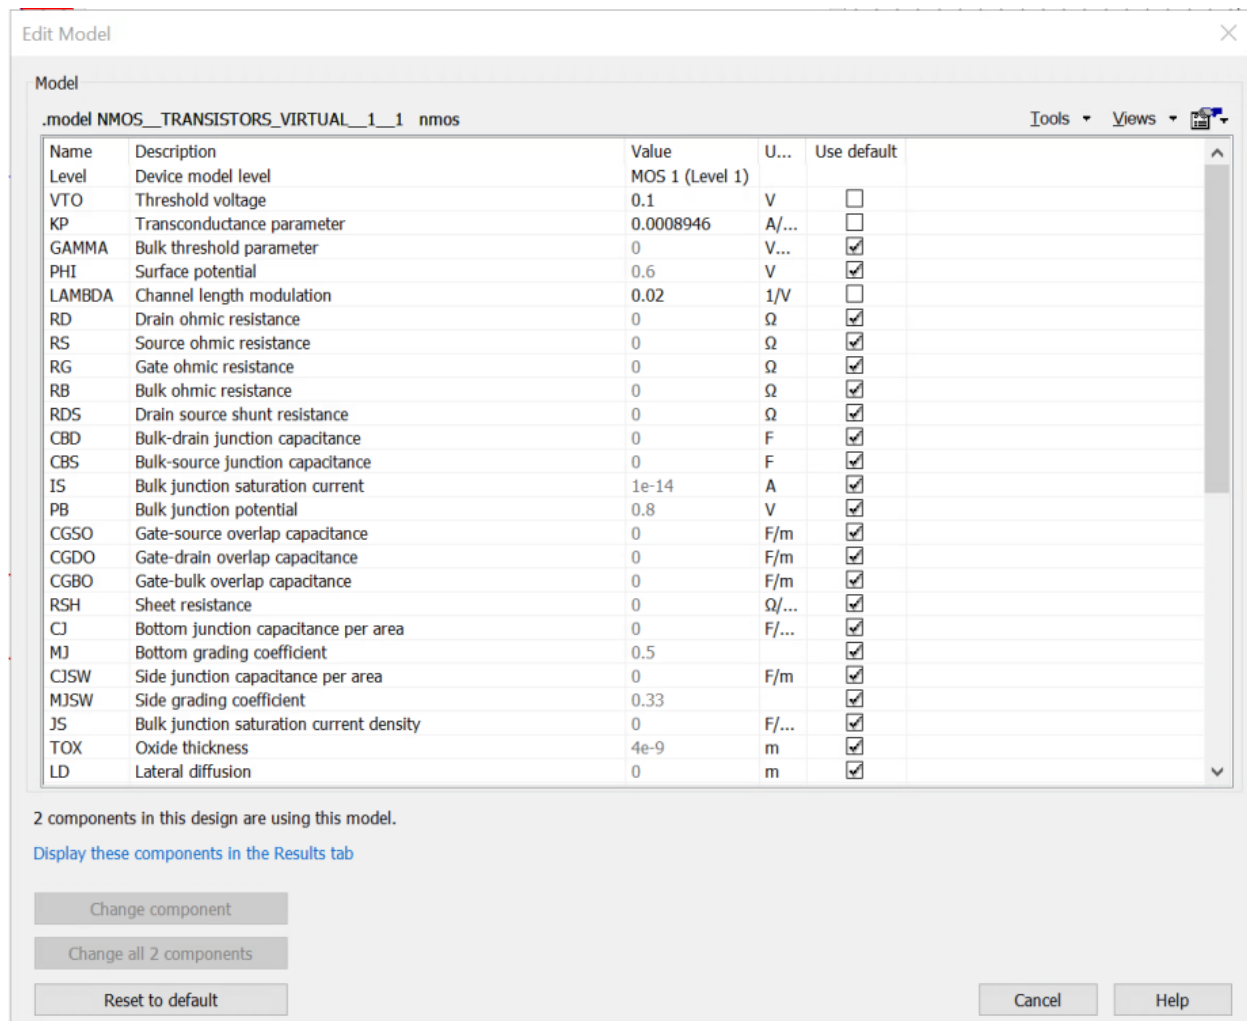 Edit Model
Model
.model NMOS__TRANSISTORS_VIRTUAL__1__1 nmos Tools Views
Name Description Value U... Use default
Level Device model level MOS 1 (Level 1)
VTO Threshold voltage 0.1 V
KP Transconductance parameter 0.0008946 A/...
GAMMA Bulk threshold parameter 0 V...
PHI Surface potential 0.6 V
LAMBDA Channel length modulation 0.02 1/V
RD Drain ohmic resistance 0 Ω
RS Source ohmic resistance 0 Ω
RG Gate ohmic resistance 0 Ω
RB Bulk ohmic resistance 0 Ω
RDS Drain source shunt resistance 0 Ω
CBD Bulk-drain junction capacitance 0 F
CBS Bulk-source junction capacitance 0 F
IS Bulk junction saturation current 1e-14 A
PB Bulk junction potential 0.8 V
CGSO Gate-source overlap capacitance 0 F/m
CGDO Gate-drain overlap capacitance 0 F/m
CGBO Gate-bulk overlap capacitance 0 F/m
RSH Sheet resistance 0 Ω/...
CJ Bottom junction capacitance per area 0 F/...
MJ Bottom grading coefficient 0.5
CJSW Side junction capacitance per area 0 F/m
MJSW Side grading coefficient 0.33
JS Bulk junction saturation current density 0 F/...
TOX Oxide thickness 4e-9 m
LD Lateral diffusion 0 m
2 components in this design are using this model.
Display these components in the Results tab
Change component
Change all 2 components
Reset to default Cancel Help